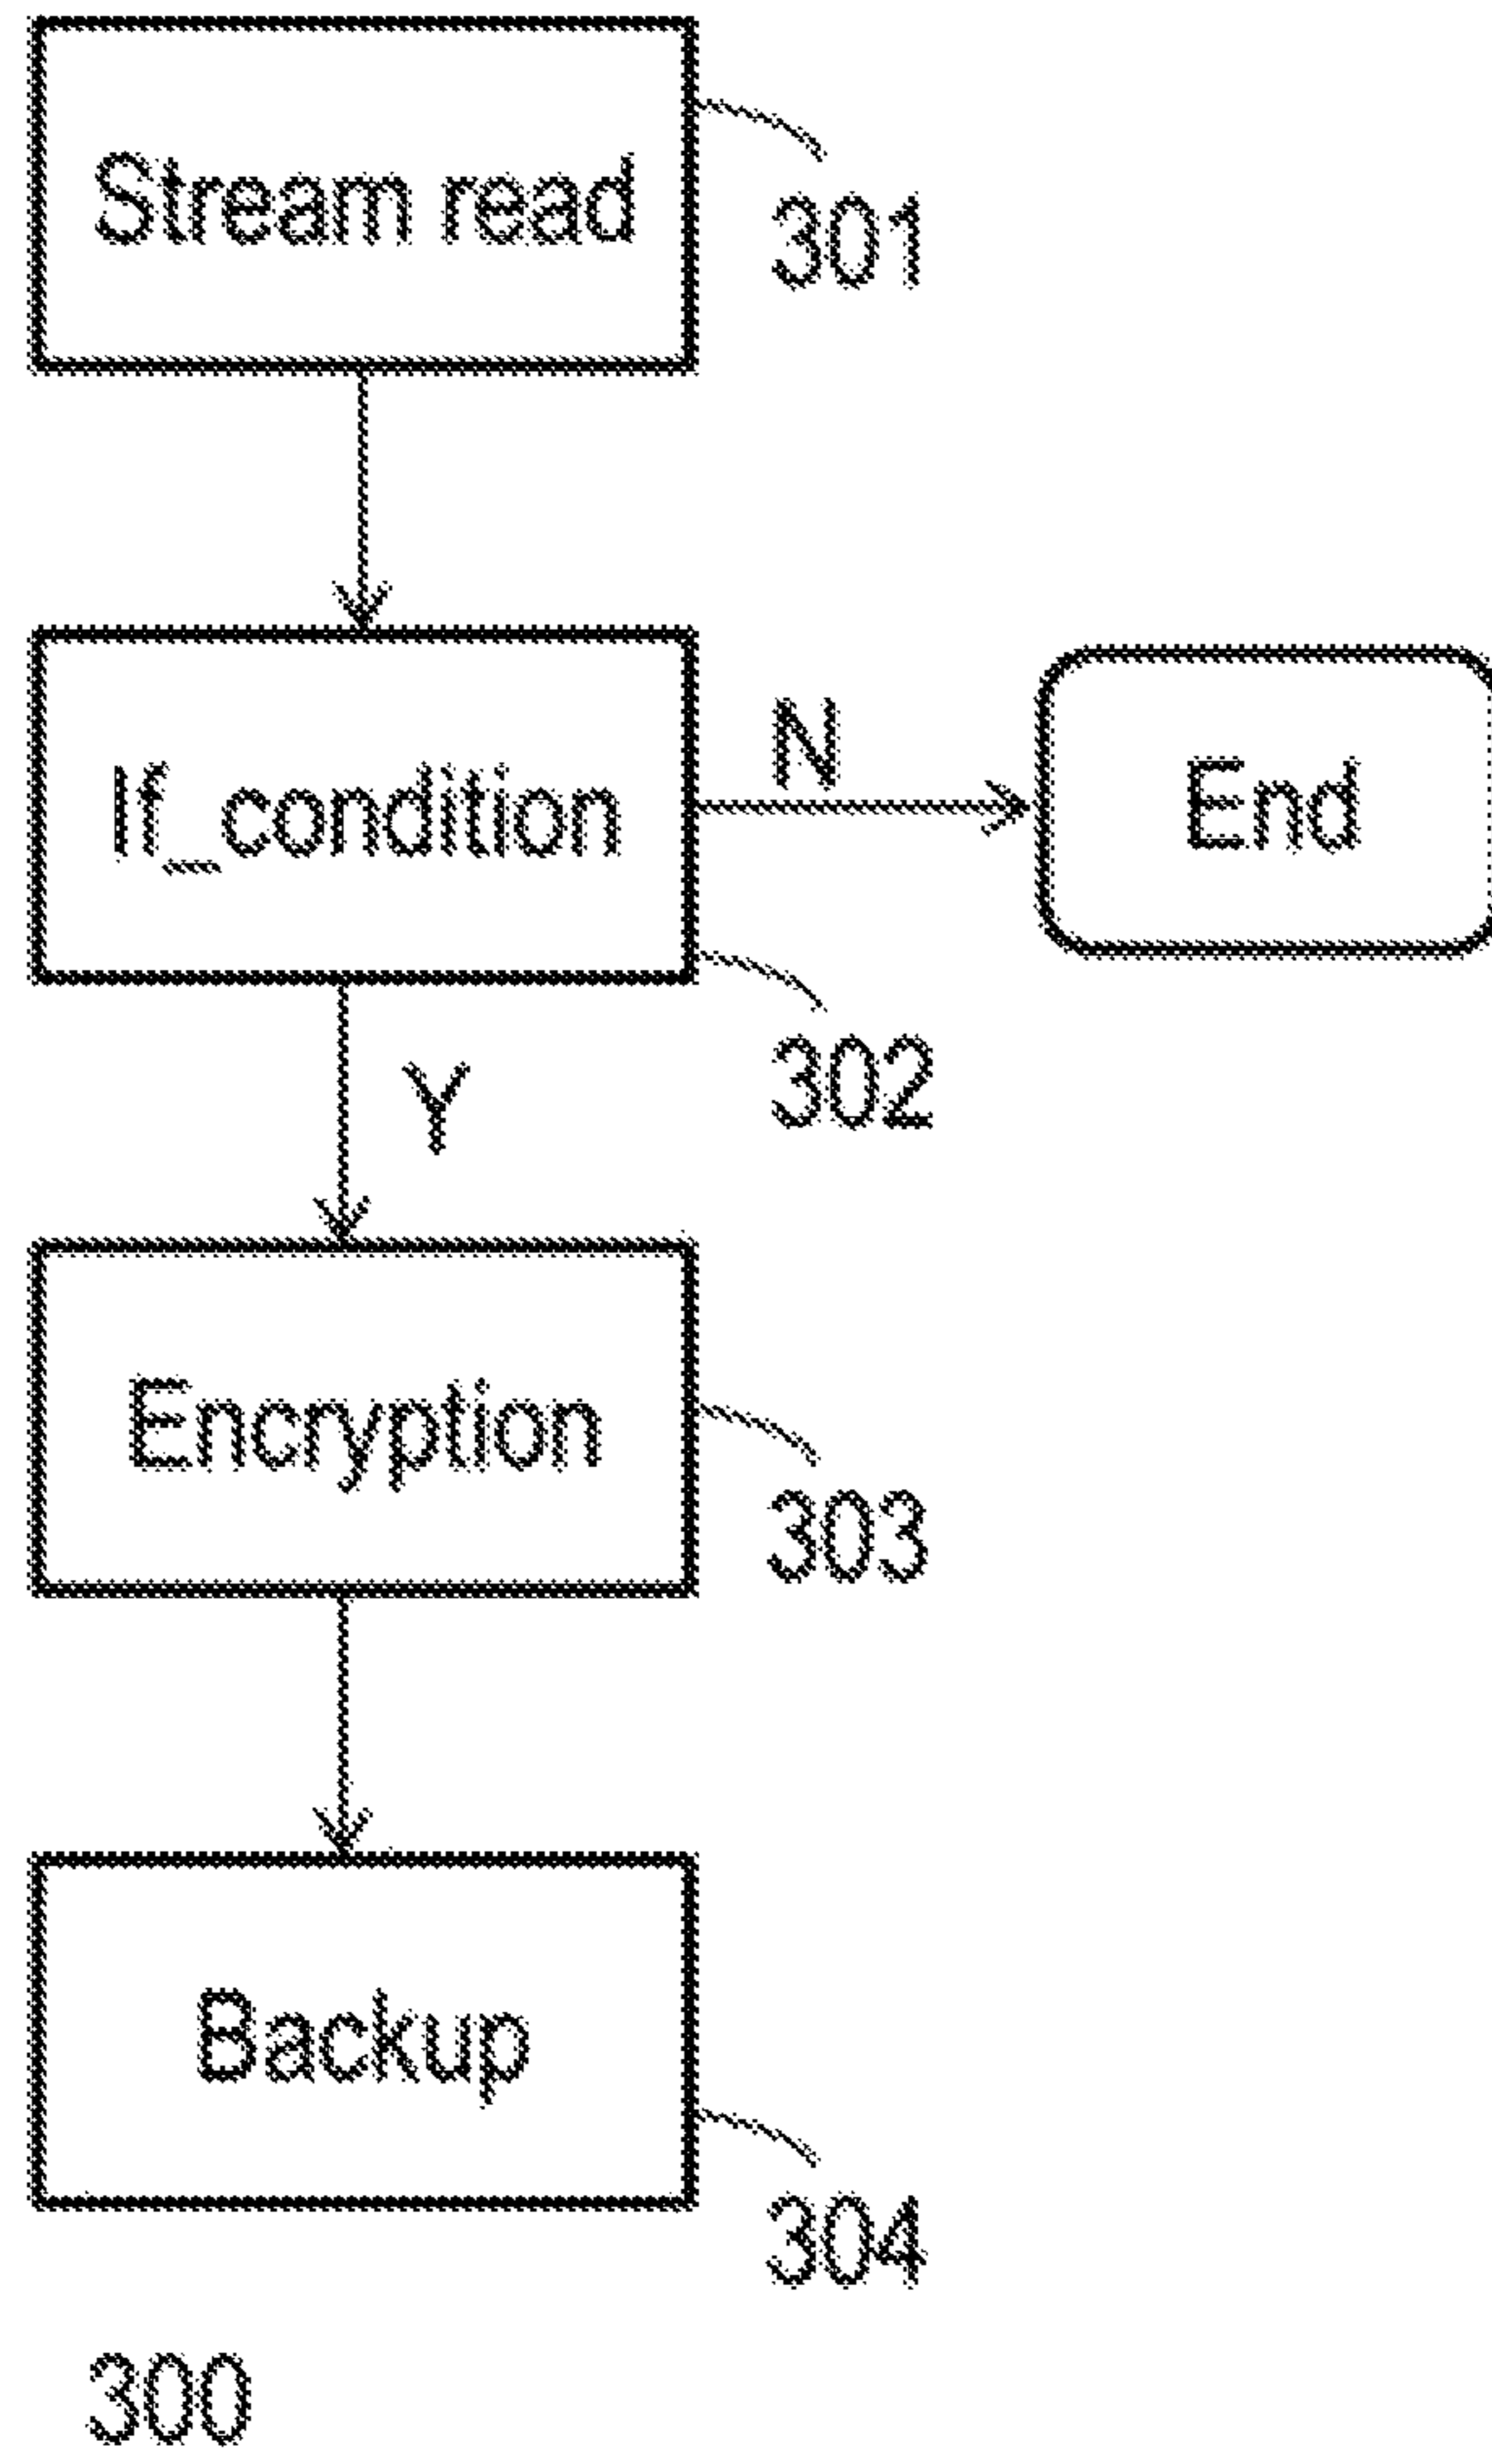 Stream read
301
If_condition
N
End
302
Y
Encryption
303
Backup
304
300